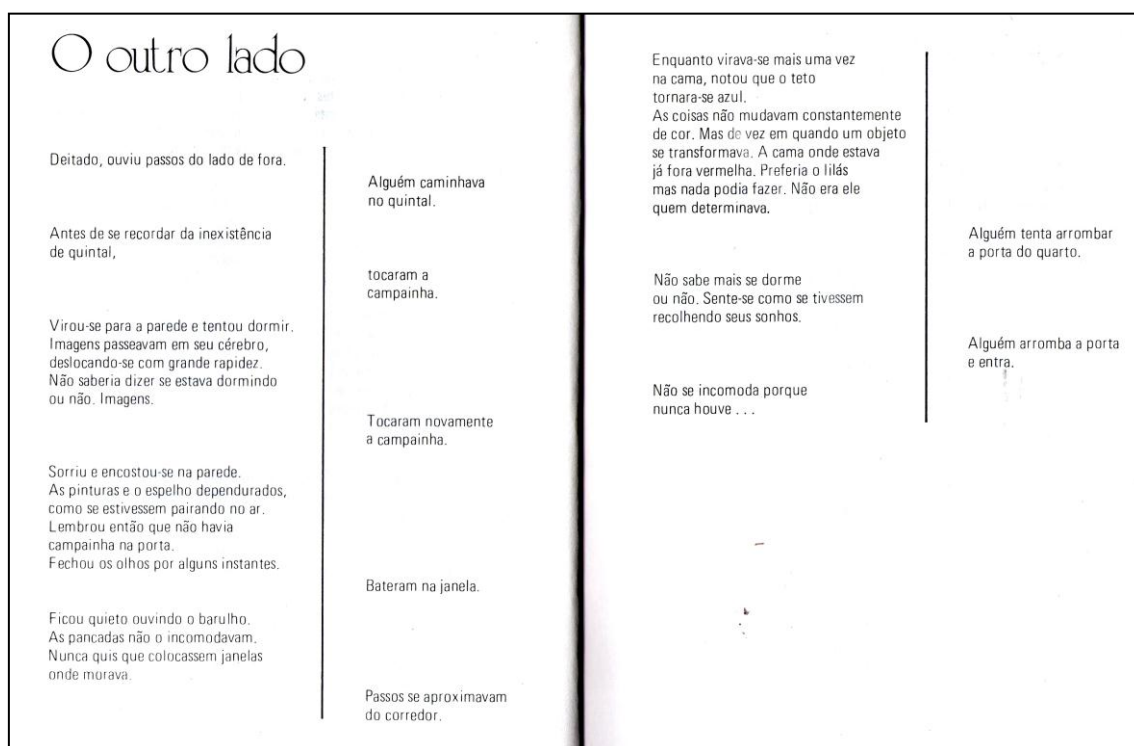 O outro lado
Deitado, ouviu passos do lado de fora.
Alguém caminhava
no quintal.
Antes de se recordar da inexistência
de quintal,
tocaram a
campainha.
Virou-se para a parede e tentou dormir.
Imagens passeavam em seu cérebro,
deslocando-se com grande rapidez.
Não saberia dizer se estava dormindo
ou não. Imagens.
Tocaram novamente
a campainha.
Sorriu e encostou-se na parede.
As pinturas e o espelho dependurados,
como se estivessem pairando no ar.
Lembrou então que não havia
campainha na porta.
Fechou os olhos por alguns instantes.
Bateram na janela.
Ficou quieto ouvindo o barulho.
As pancadas não o incomodavam.
Nunca quis que colocassem janelas
onde morava.
Passos se aproximavam
do corredor.
Enquanto virava-se mais uma vez
na cama, notou que o teto
tornara-se azul.
As coisas não mudavam constantemente
de cor. Mas de vez em quando um objeto
se transformava. A cama onde estava
já fora vermelha. Preferia o lilás
mas nada podia fazer. Não era ele
quem determinava.
Alguém tenta arrombar
a porta do quarto.
Não sabe mais se dorme
ou não. Sente-se como se tivessem
recolhendo seus sonhos.
Alguém arromba a porta
e entra.
Não se incomoda porque
nunca houve . . .